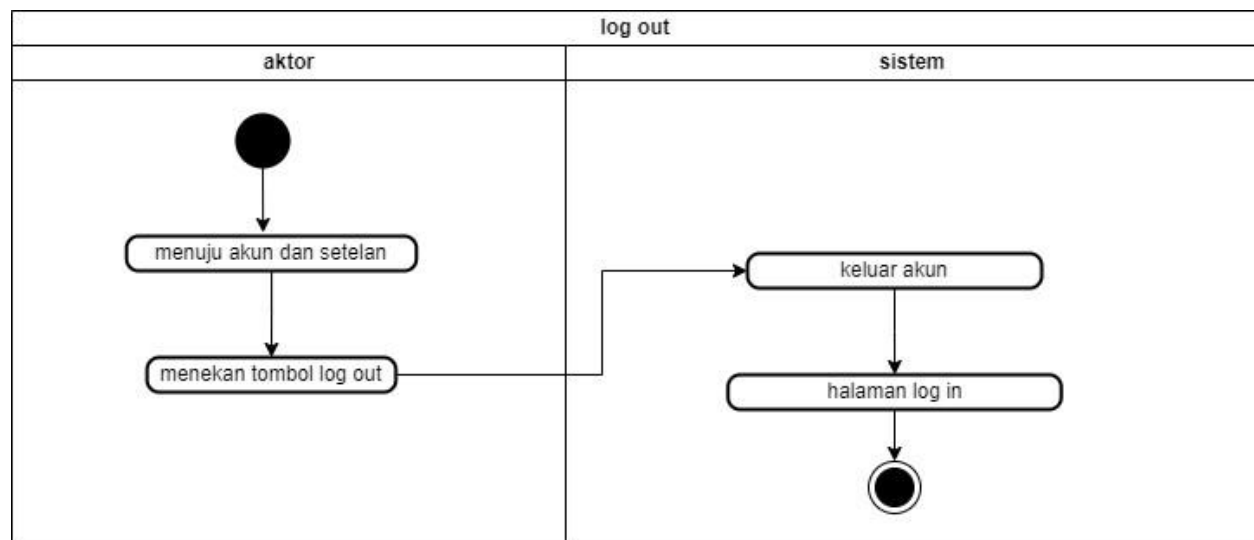 log out
aktor
sistem
menuju akun dan setelan
menekan tombol log out
keluar akun
halaman log in